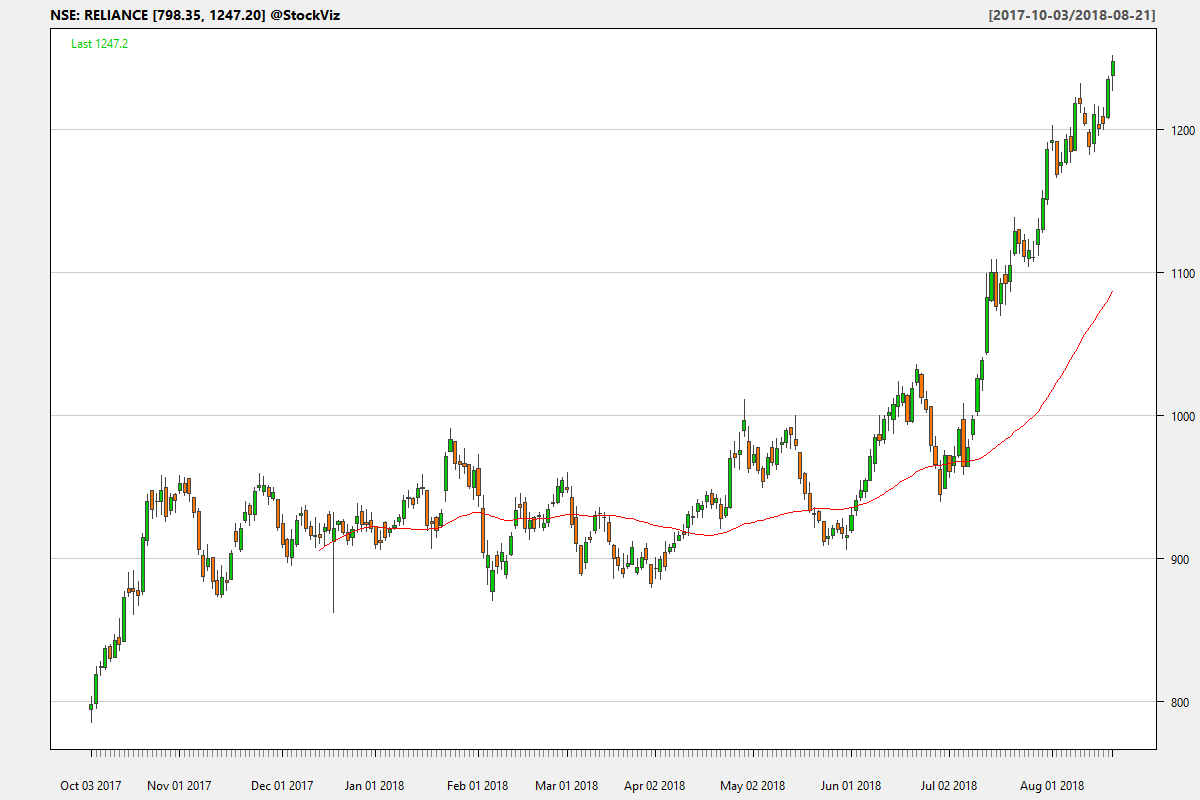 NSE: RELIANCE [798.35, 1247.20] @StockViz
[2017-10-03/2018-08-21]
Last 1247.2
1200
1100
1000
900
800
Oct 03 2017
Nov 01 2017
Dec 01 2017
Jan 01 2018
Feb 01 2018
Mar 01 2018
Apr 02 2018
May 02 2018
Jun 01 2018
Jul 02 2018
Aug 01 2018